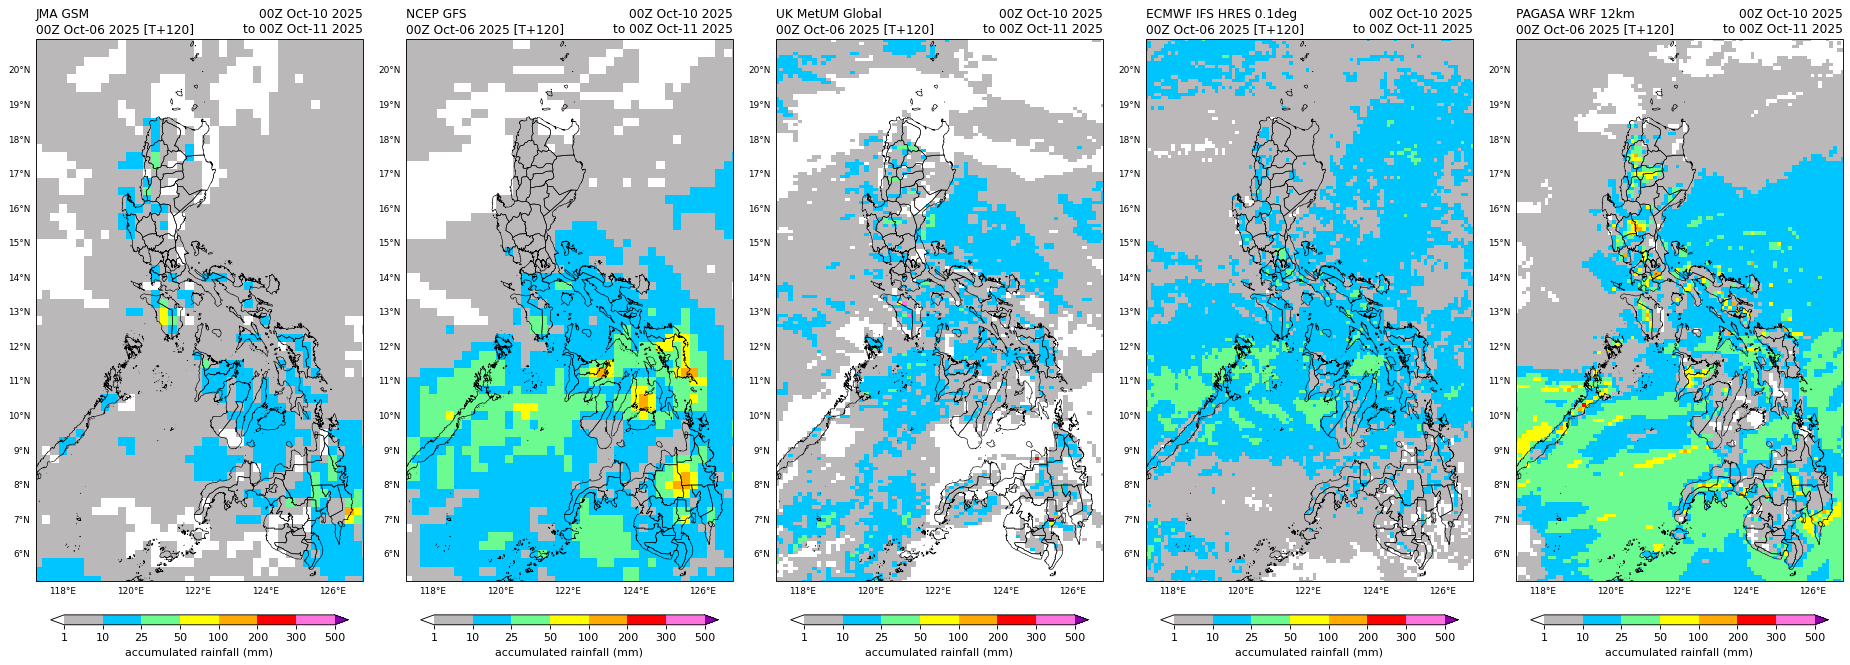 JMA GSM 00Z Oct-10 2025
00Z Oct-06 2025 [T+120] to 00Z Oct-11 2025
20°N
19°N
18°N
17°N
16°N
15°N
14°N
13°N
12°N
11°N
10°N
9°N
8°N
7°N
6°N
118°E 120°E 122°E 124°E 126°E
1 10 25 50 100 200 300 500
accumulated rainfall (mm)
NCEP GFS 00Z Oct-10 2025
00Z Oct-06 2025 [T+120] to 00Z Oct-11 2025
20°N
19°N
18°N
17°N
16°N
15°N
14°N
13°N
12°N
11°N
10°N
9°N
8°N
7°N
6°N
118°E 120°E 122°E 124°E 126°E
1 10 25 50 100 200 300 500
accumulated rainfall (mm)
UK MetUM Global 00Z Oct-10 2025
00Z Oct-06 2025 [T+120] to 00Z Oct-11 2025
20°N
19°N
18°N
17°N
16°N
15°N
14°N
13°N
12°N
11°N
10°N
9°N
8°N
7°N
6°N
118°E 120°E 122°E 124°E 126°E
1 10 25 50 100 200 300 500
accumulated rainfall (mm)
ECMWF IFS HRES 0.1deg 00Z Oct-10 2025
00Z Oct-06 2025 [T+120] to 00Z Oct-11 2025
20°N
19°N
18°N
17°N
16°N
15°N
14°N
13°N
12°N
11°N
10°N
9°N
8°N
7°N
6°N
118°E 120°E 122°E 124°E 126°E
1 10 25 50 100 200 300 500
accumulated rainfall (mm)
PAGASA WRF 12km 00Z Oct-10 2025
00Z Oct-06 2025 [T+120] to 00Z Oct-11 2025
20°N
19°N
18°N
17°N
16°N
15°N
14°N
13°N
12°N
11°N
10°N
9°N
8°N
7°N
6°N
118°E 120°E 122°E 124°E 126°E
1 10 25 50 100 200 300 500
accumulated rainfall (mm)